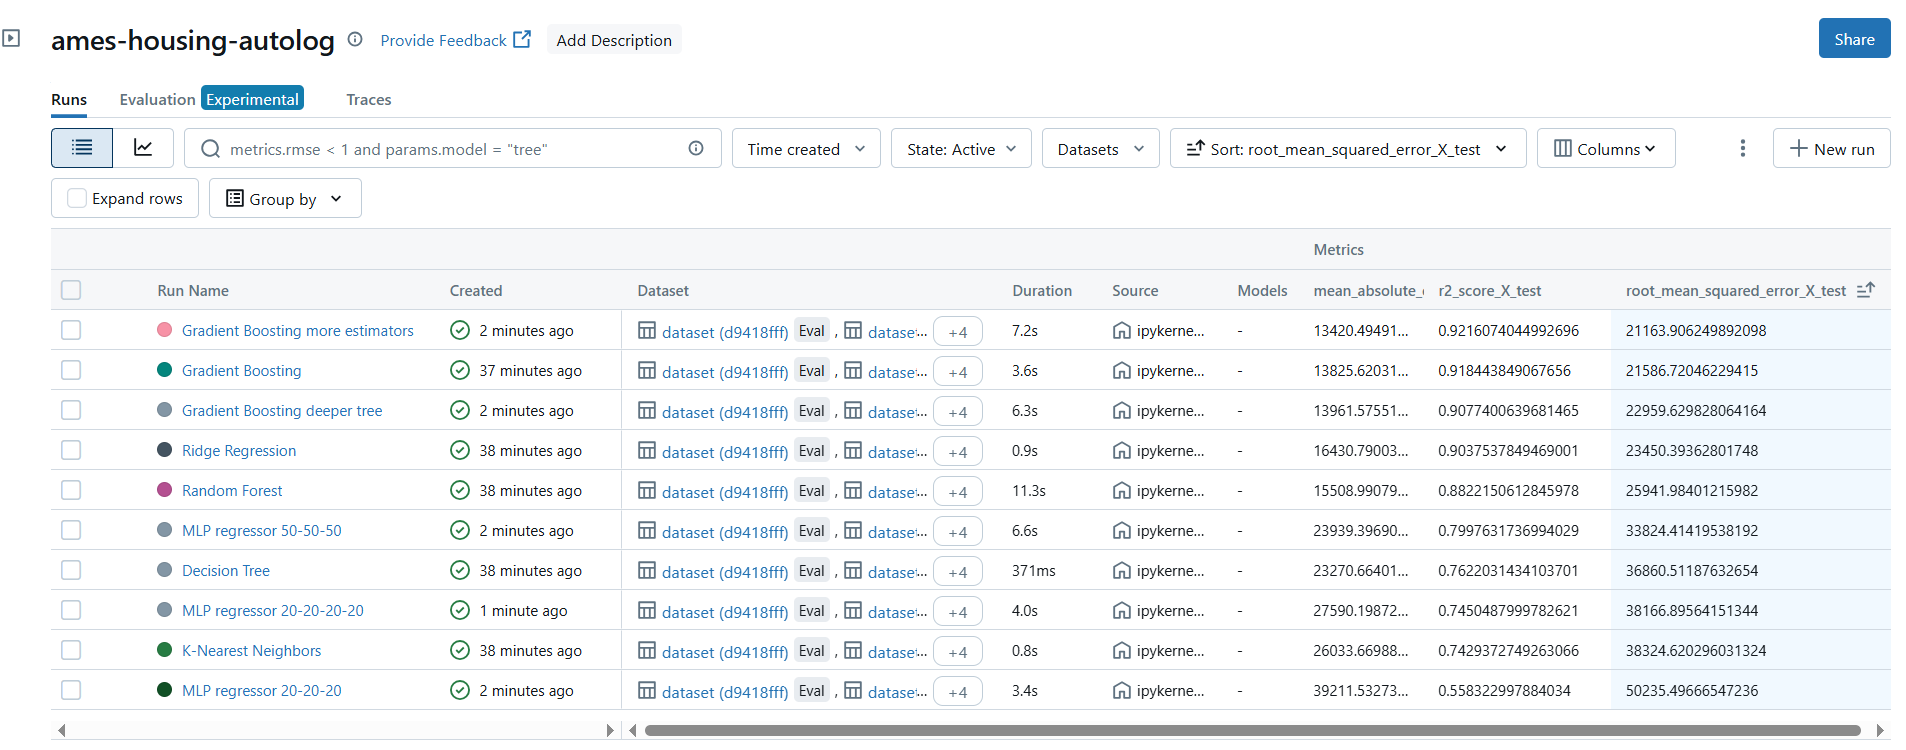 ames-housing-autolog Provide Feedback Add Description Share
Runs Evaluation Experimental Traces
metrics.rmse < 1 and params.model = "tree" Time created State: Active Datasets Sort: root_mean_squared_error_X_test Columns New run
Expand rows Group by
Metrics
Run Name Created Dataset Duration Source Models mean_absolute_ r2_score_X_test root_mean_squared_error_X_test
Gradient Boosting more estimators 2 minutes ago dataset (d9418fff) Eval , datase... +4 7.2s ipykerne... - 13420.49491... 0.9216074044992696 21163.906249892098
Gradient Boosting 37 minutes ago dataset (d9418fff) Eval , datase... +4 3.6s ipykerne... - 13825.62031... 0.918443849067656 21586.72046229415
Gradient Boosting deeper tree 2 minutes ago dataset (d9418fff) Eval , datase... +4 6.3s ipykerne... - 13961.57551... 0.9077400639681465 22959.629828064164
Ridge Regression 38 minutes ago dataset (d9418fff) Eval , datase... +4 0.9s ipykerne... - 16430.79003... 0.9037537849469001 23450.39362801748
Random Forest 38 minutes ago dataset (d9418fff) Eval , datase... +4 11.3s ipykerne... - 15508.99079... 0.8822150612845978 25941.98401215982
MLP regressor 50-50-50 2 minutes ago dataset (d9418fff) Eval , datase... +4 6.6s ipykerne... - 23939.39690... 0.7997631736994029 33824.41419538192
Decision Tree 38 minutes ago dataset (d9418fff) Eval , datase... +4 371ms ipykerne... - 23270.66401... 0.7622031434103701 36860.51187632654
MLP regressor 20-20-20-20 1 minute ago dataset (d9418fff) Eval , datase... +4 4.0s ipykerne... - 27590.19872... 0.7450487999782621 38166.89564151344
K-Nearest Neighbors 38 minutes ago dataset (d9418fff) Eval , datase... +4 0.8s ipykerne... - 26033.66988... 0.7429372749263066 38324.620296031324
MLP regressor 20-20-20 2 minutes ago dataset (d9418fff) Eval , datase... +4 3.4s ipykerne... - 39211.53273... 0.558322997884034 50235.49666547236